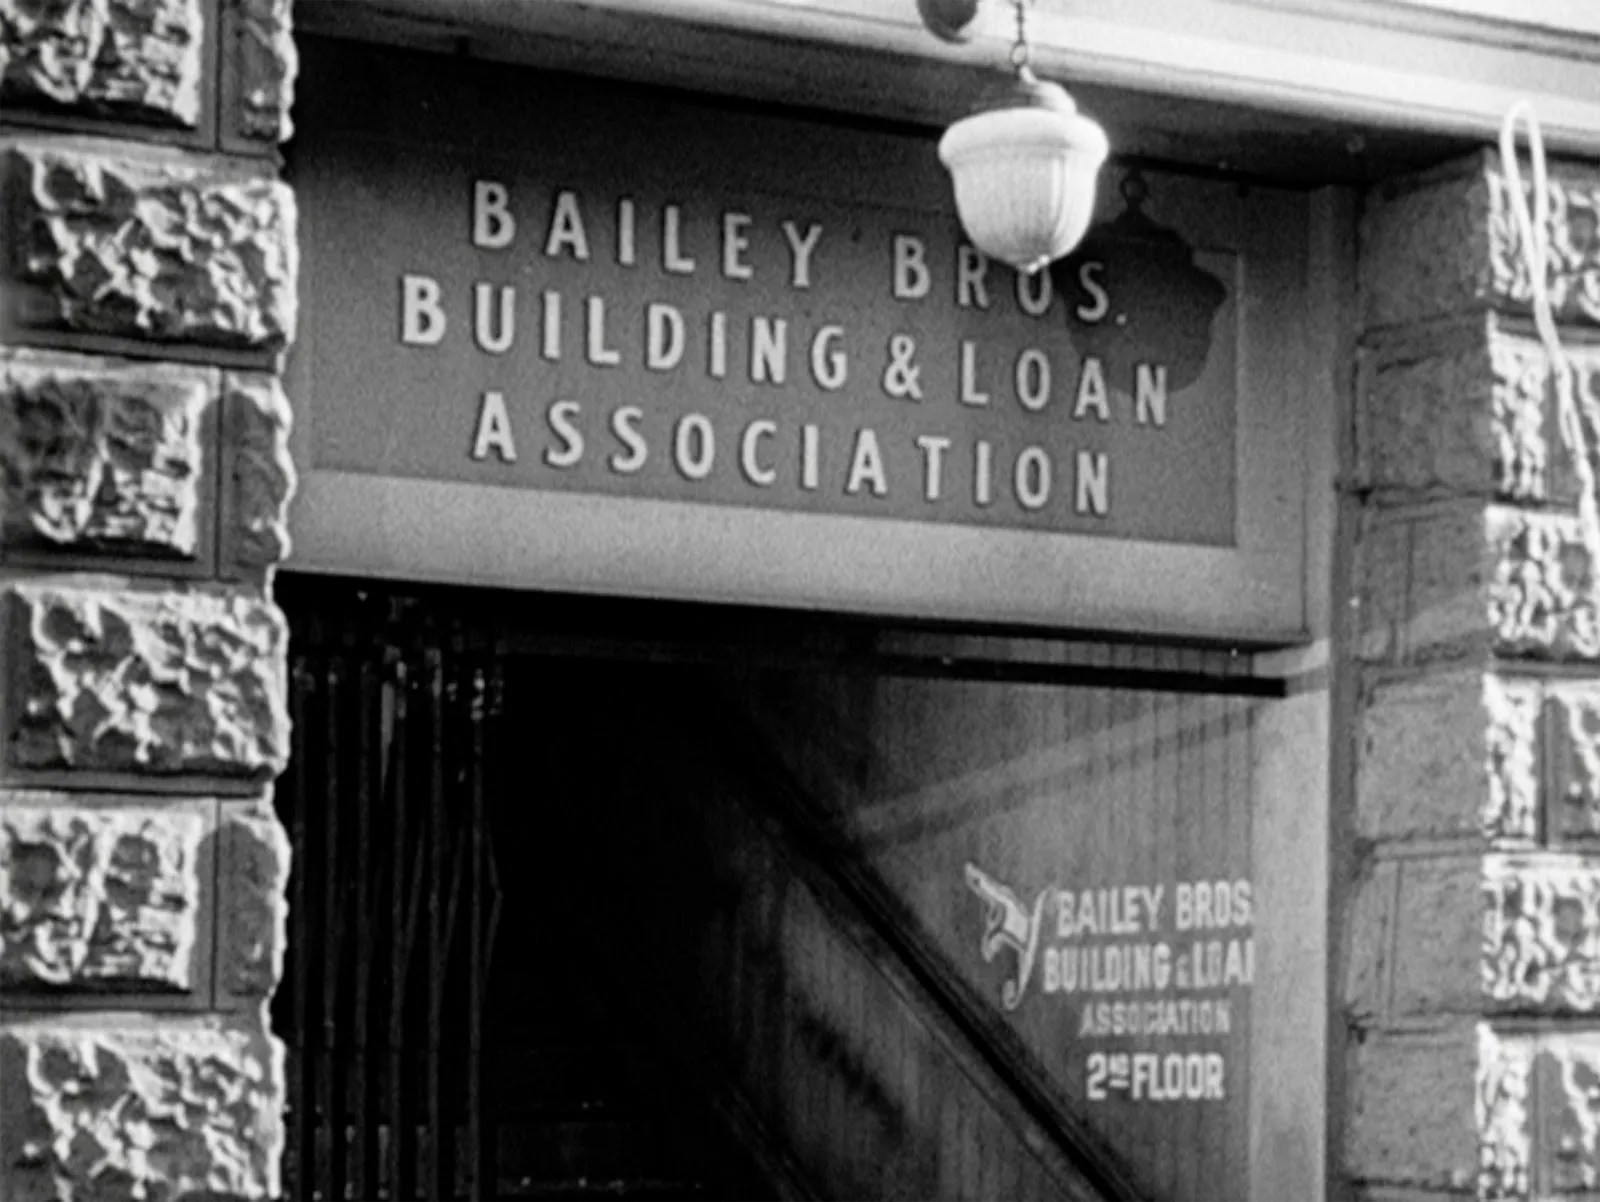 BAILEY BROS.
BUILDING & LOAN
ASSOCIATION
BAILEY BROS.
BUILDING & LOAN
ASSOCIATION
2ND FLOOR